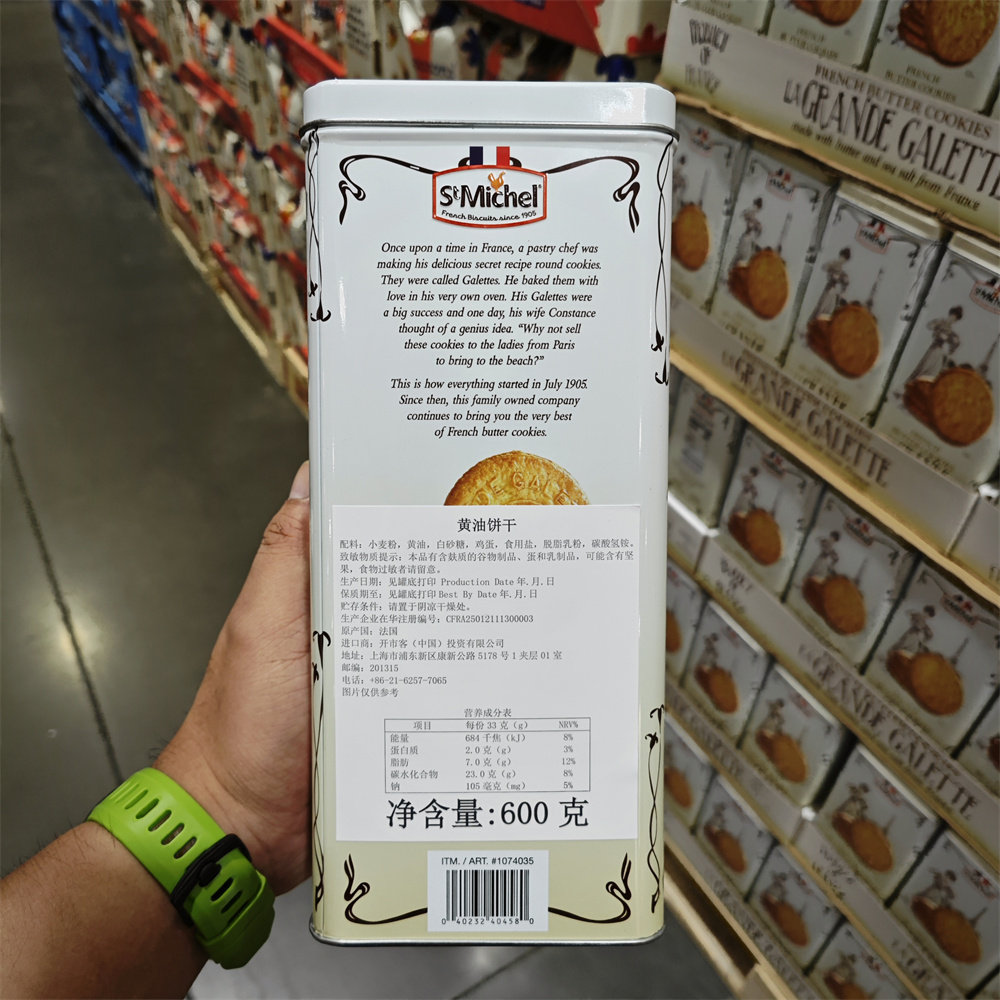 St Michel
French Biscuits since 1905
Once upon a time in France, a pastry chef was
making his delicious secret recipe round cookies.
They were called Galettes. He baked them with
love in his very own oven. His Galettes were
a big success and one day, his wife Constance
thought of a genius idea. “Why not sell
these cookies to the ladies from Paris
to bring to the beach?”
This is how everything started in July 1905.
Since then, this family owned company
continues to bring you the very best
of French butter cookies.
黄油饼干
配料：小麦粉，黄油，白砂糖，鸡蛋，食用盐，脱脂乳粉，碳酸氢铵。
致敏物质提示：本品有含麸质的谷物制品、蛋和乳制品，可能含有坚
果，食物过敏者请留意。
生产日期：见罐底打印 Production Date 年.月.日
保质期至：见罐底打印 Best By Date 年.月.日
贮存条件：请置于阴凉干燥处。
生产企业在华注册编号：CFRA25012111300003
原产国：法国
进口商：开市客（中国）投资有限公司
地址：上海市浦东新区康新公路 5178 号 1 夹层 01 室
邮编：201315
电话：+86-21-6257-7065
图片仅供参考
营养成分表
项目 每份 33 克（g） NRV%
能量 684 千焦（kJ） 8%
蛋白质 2.0 克（g） 3%
脂肪 7.0 克（g） 12%
碳水化合物 23.0 克（g） 8%
钠 105 毫克（mg） 5%
净含量:600 克
ITM. / ART. #1074035
0 40232 40458 0
PRODUCT OF FRANCE
FRENCH BUTTER COOKIES
LA GRANDE GALETTE
made with butter and sea salt from France
LA GRANDE GALETTE
LA GRANDE GALETTE